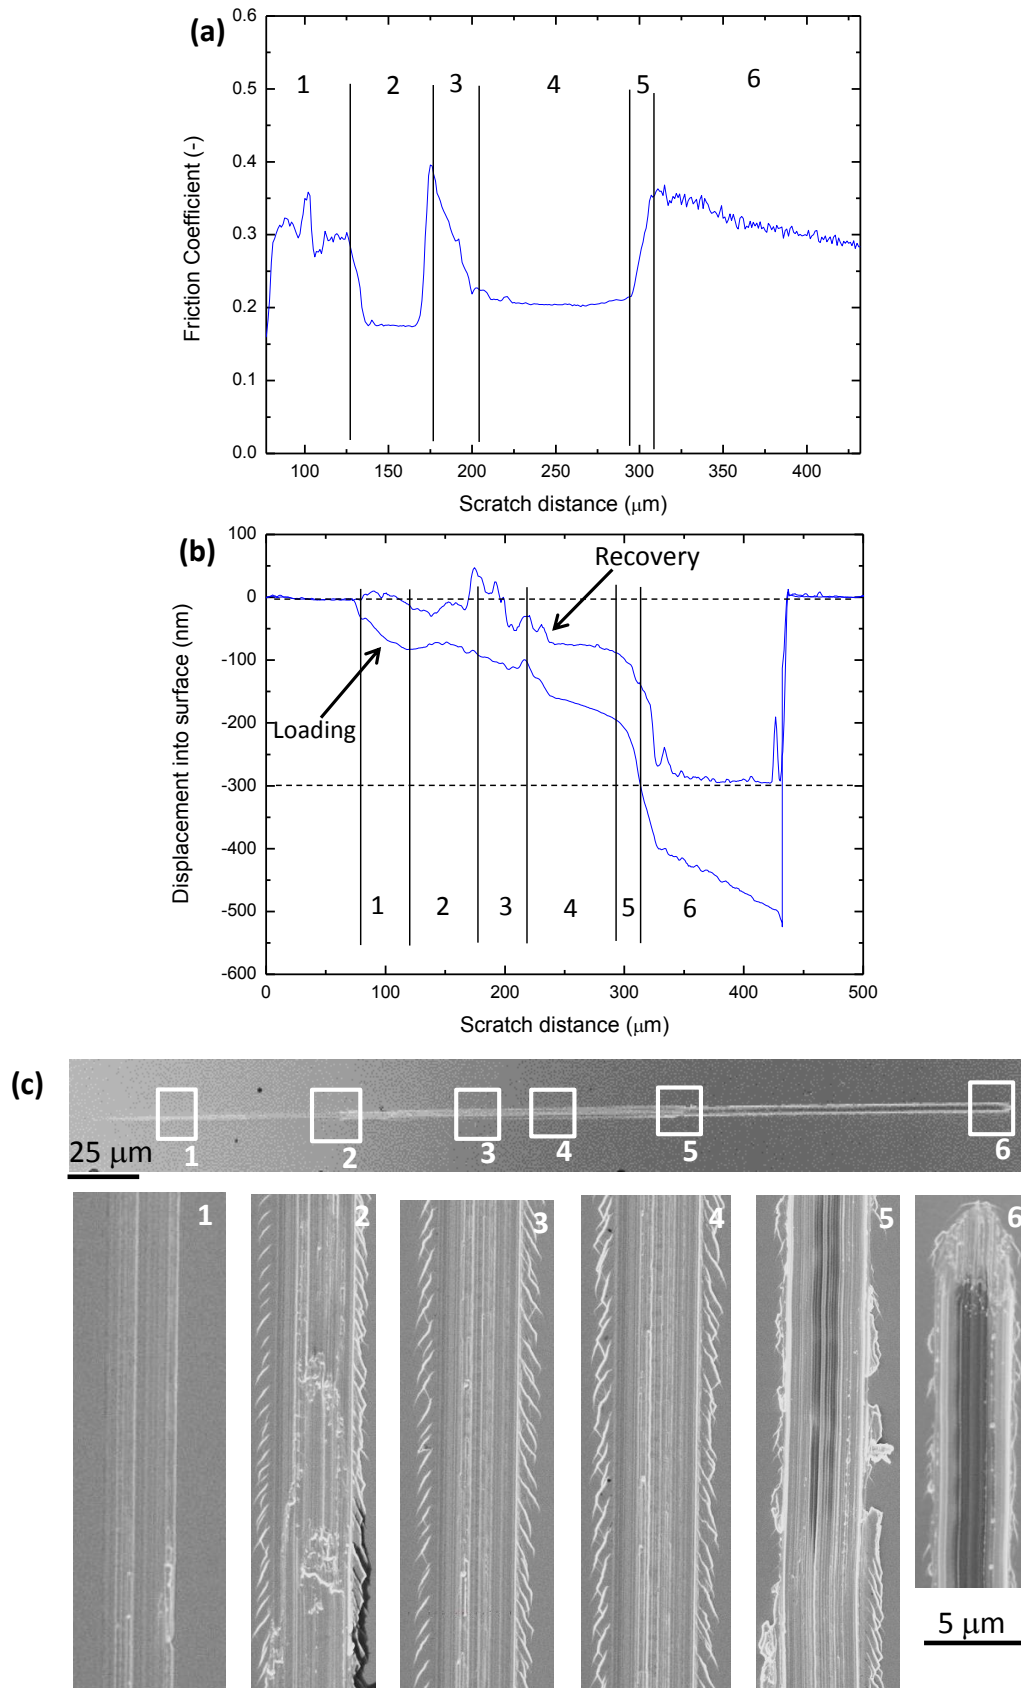 (a)
0.6
0.5
0.4
0.3
0.2
0.1
0.0
Friction Coefficient (-)
1 2 3 4 5 6
100 150 200 250 300 350 400
Scratch distance (μm)
(b)
100
0
-100
-200
-300
-400
-500
-600
Displacement into surface (nm)
Recovery
Loading
1 2 3 4 5 6
0 100 200 300 400 500
Scratch distance (μm)
(c)
25 μm
1 2 3 4 5 6
1 2 3 4 5 6
5 μm